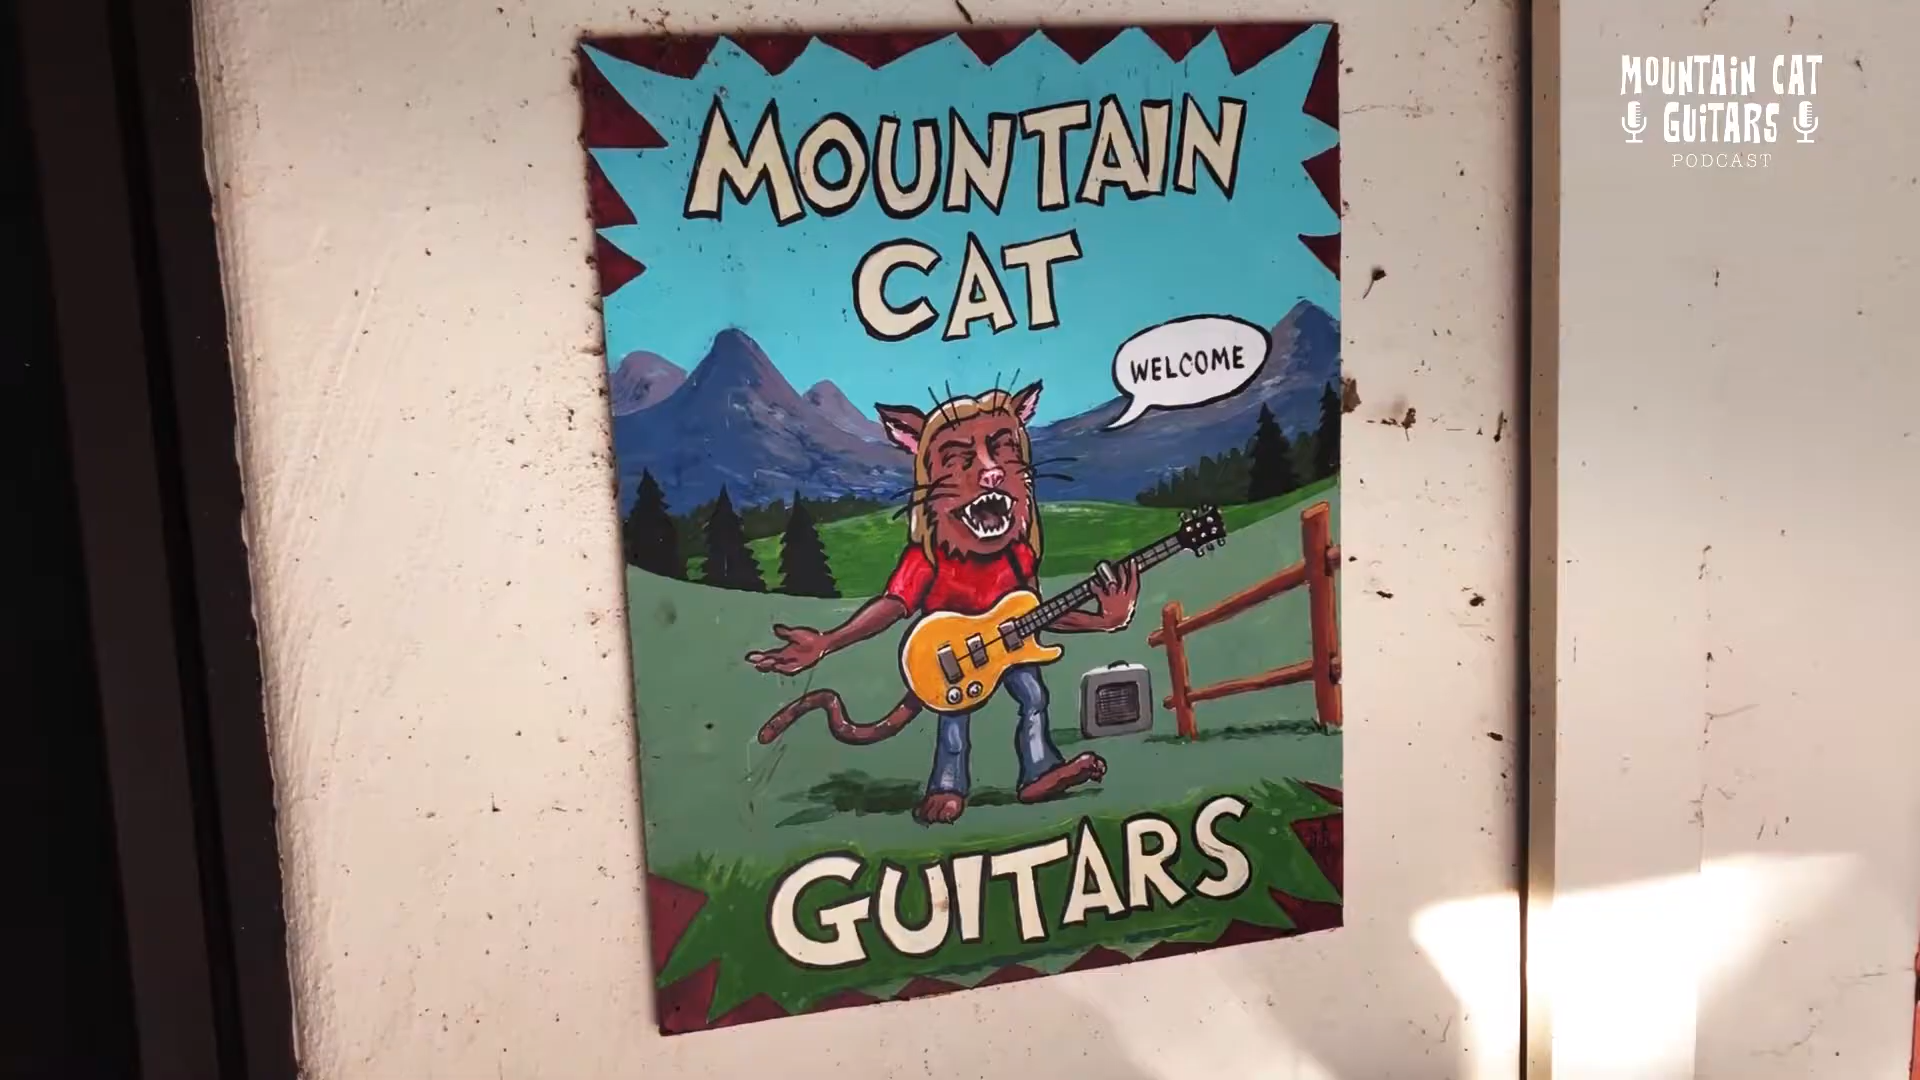 MOUNTAIN
CAT
WELCOME
GUITARS
MOUNTAiN CAT
GUiTARS
PODCAST